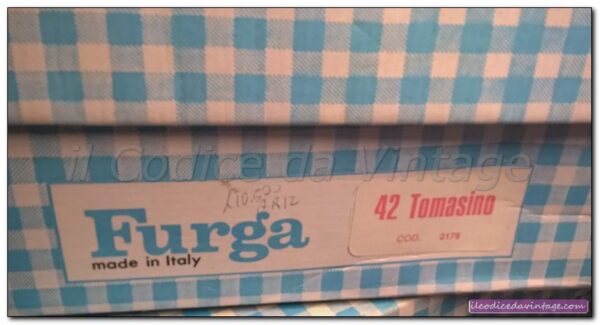 il Codice da Vintage
42 Tomasino
COD. 2179
Furga
made in Italy
ilcodicedavintage.com